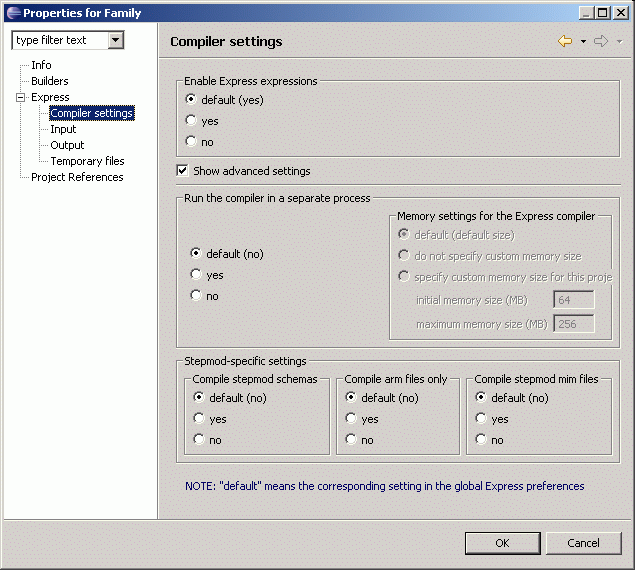 Properties for Family
type filter text
Info
Builders
Express
Compiler settings
Input
Output
Temporary files
Project References
Compiler settings
Enable Express expressions
default (yes)
yes
no
Show advanced settings
Run the compiler in a separate process
default (no)
yes
no
Memory settings for the Express compiler
default (default size)
do not specify custom memory size
specify custom memory size for this proje
initial memory size (MB) 64
maximum memory size (MB) 256
Stepmod-specific settings
Compile stepmod schemas
default (no)
yes
no
Compile arm files only
default (no)
yes
no
Compile stepmod mim files
default (no)
yes
no
NOTE: "default" means the corresponding setting in the global Express preferences
OK Cancel